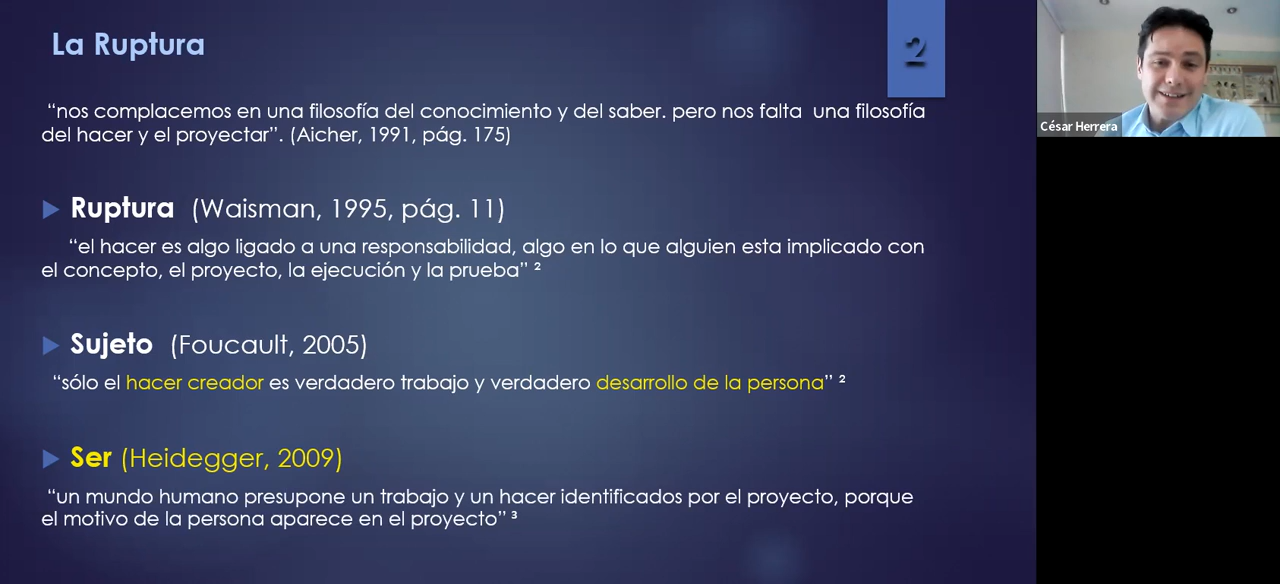 La Ruptura
2
“nos complacemos en una filosofía del conocimiento y del saber. pero nos falta  una filosofía
del hacer y el proyectar”. (Aicher, 1991, pág. 175)
Ruptura  (Waisman, 1995, pág. 11)
“el hacer es algo ligado a una responsabilidad, algo en lo que alguien esta implicado con
el concepto, el proyecto, la ejecución y la prueba” ²
Sujeto  (Foucault, 2005)
“sólo el hacer creador es verdadero trabajo y verdadero desarrollo de la persona” ²
Ser (Heidegger, 2009)
“un mundo humano presupone un trabajo y un hacer identificados por el proyecto, porque
el motivo de la persona aparece en el proyecto” ³
César Herrera